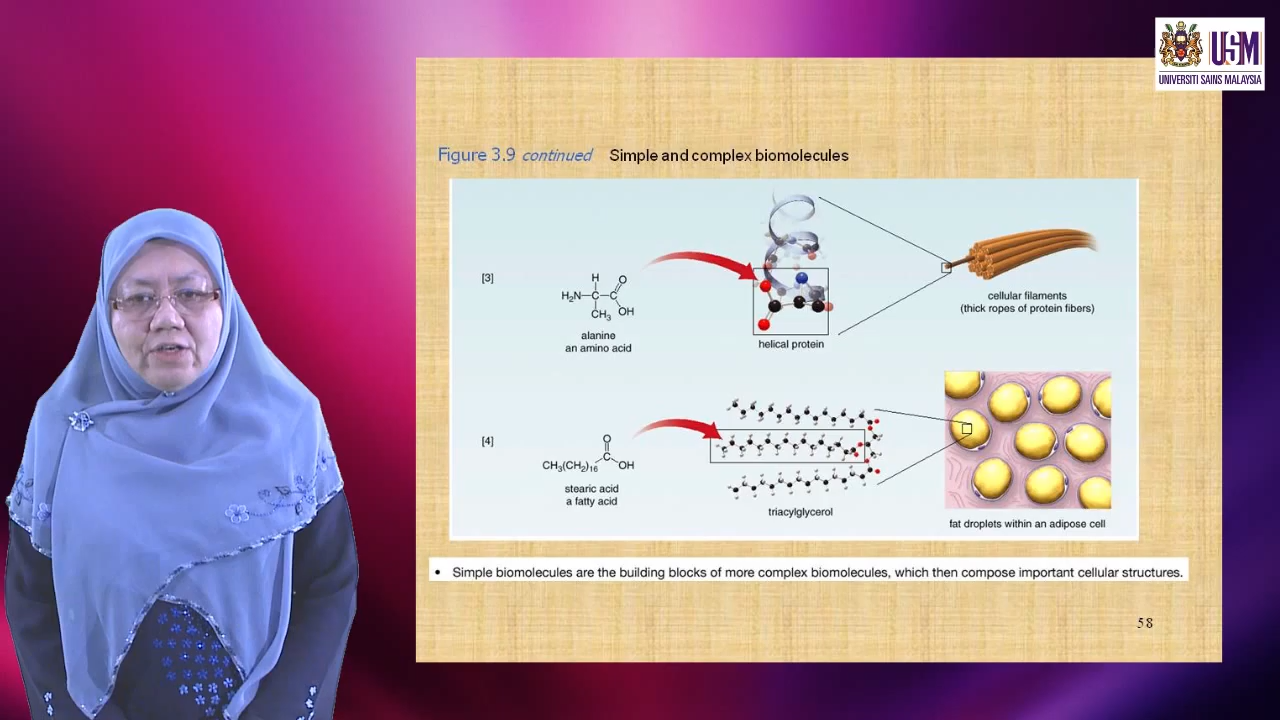 USM
UNIVERSITI SAINS MALAYSIA
Figure 3.9 continued Simple and complex biomolecules
[3]
H
O
H₂N—C—C
CH₃ OH
alanine
an amino acid
helical protein
cellular filaments
(thick ropes of protein fibers)
[4]
O
CH₃(CH₂)₁₆ C OH
stearic acid
a fatty acid
triacylglycerol
fat droplets within an adipose cell
• Simple biomolecules are the building blocks of more complex biomolecules, which then compose important cellular structures.
58